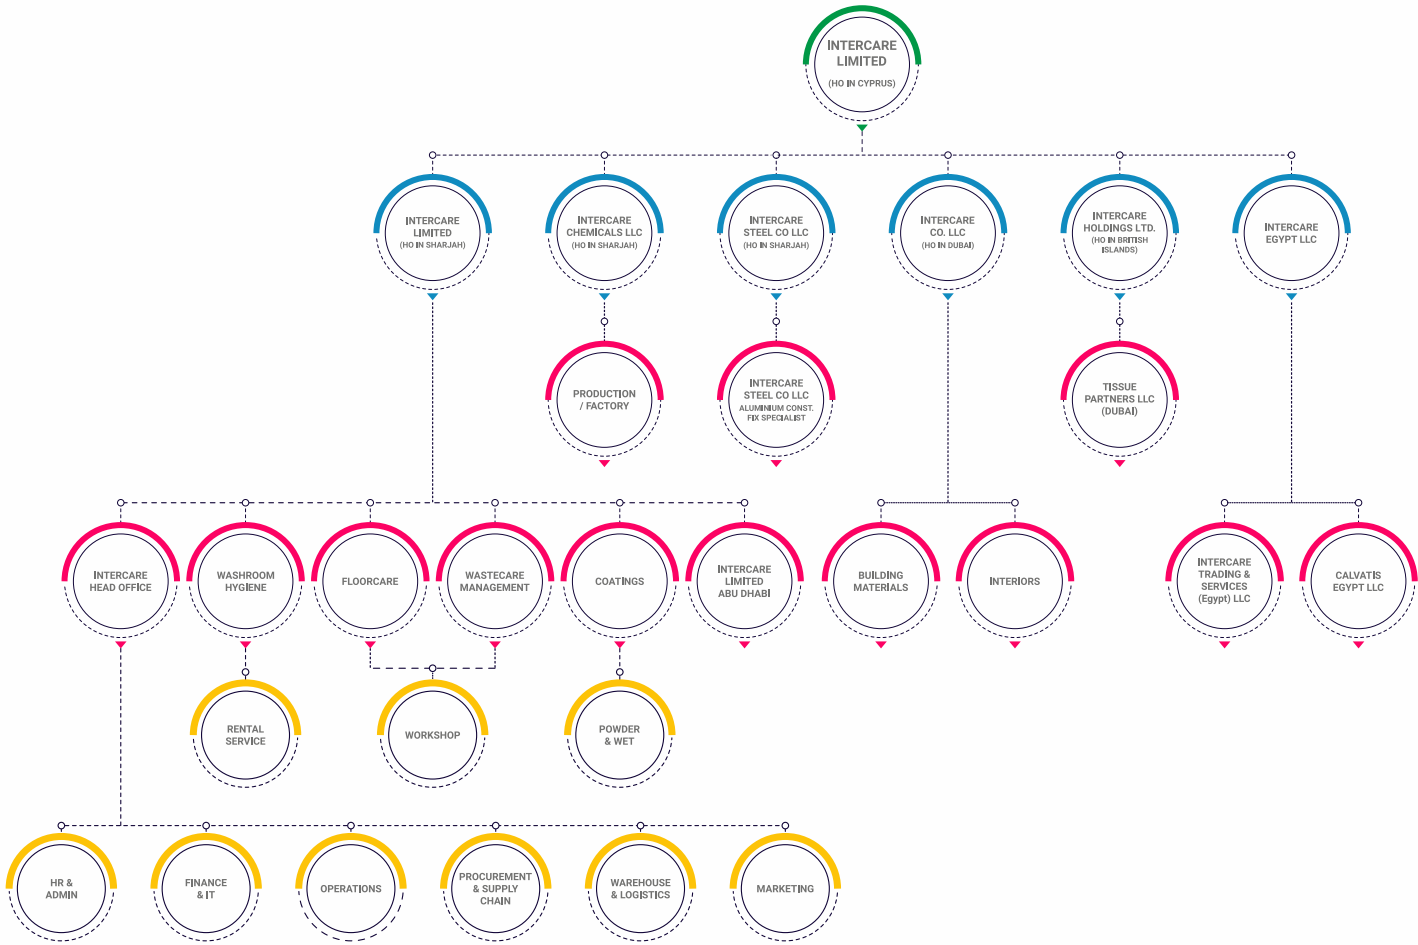 INTERCARE
LIMITED
(HO IN CYPRUS)
INTERCARE
LIMITED
(HO IN SHARJAH)
INTERCARE
CHEMICALS LLC
(HO IN SHARJAH)
INTERCARE
STEEL CO LLC
(HO IN SHARJAH)
INTERCARE
CO. LLC
(HO IN DUBAI)
INTERCARE
HOLDINGS LTD.
(HO IN BRITISH
ISLANDS)
INTERCARE
EGYPT LLC
PRODUCTION
/ FACTORY
INTERCARE
STEEL CO LLC
ALUMINIUM CONST.
FIX SPECIALIST
TISSUE
PARTNERS LLC
(DUBAI)
INTERCARE
HEAD OFFICE
WASHROOM
HYGIENE
FLOORCARE
WASTECARE
MANAGEMENT
COATINGS
INTERCARE
LIMITED
ABU DHABI
BUILDING
MATERIALS
INTERIORS
INTERCARE
TRADING &
SERVICES
(Egypt) LLC
CALVATIS
EGYPT LLC
RENTAL
SERVICE
WORKSHOP
POWDER
& WET
HR &
ADMIN
FINANCE
& IT
OPERATIONS
PROCUREMENT
& SUPPLY
CHAIN
WAREHOUSE
& LOGISTICS
MARKETING